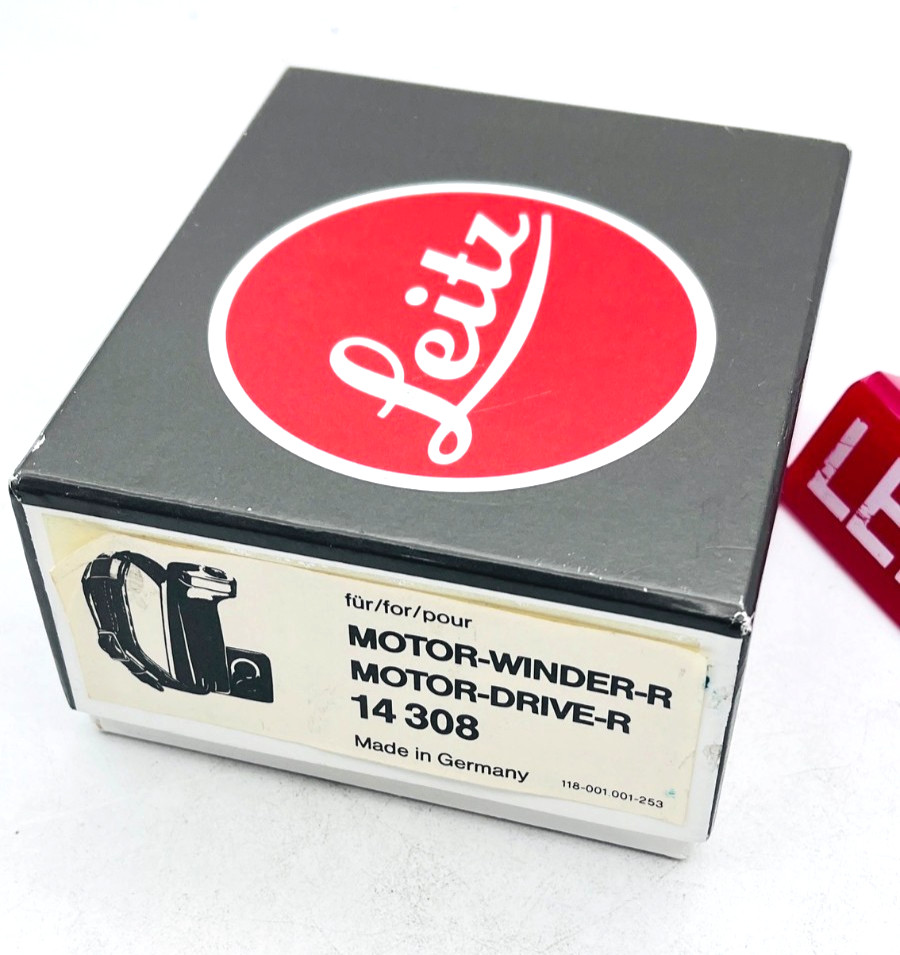 Leitz
für/for/pour
MOTOR-WINDER-R
MOTOR-DRIVE-R
14 308
Made in Germany
118-001.001-253